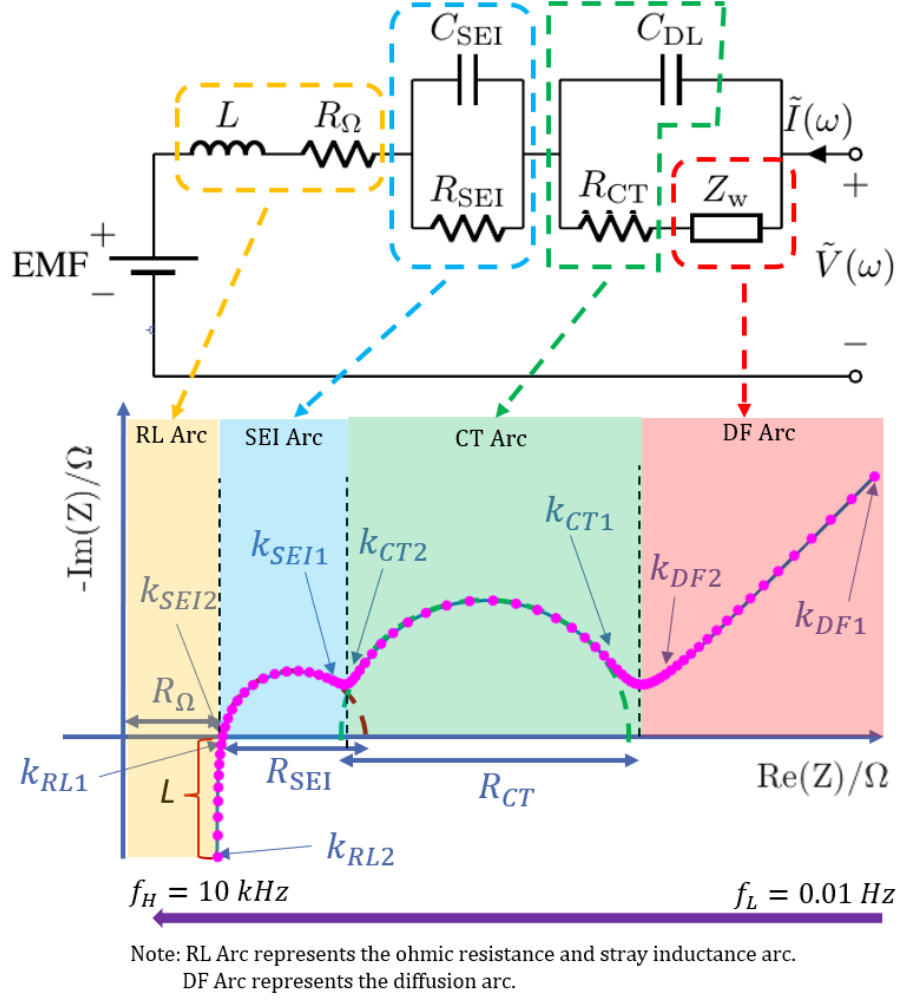 C_SEI
C_DL
L
R_Ω
Ĩ(ω)
R_SEI
R_CT
Z_w
+
+
EMF
Ṽ(ω)
−
−
RL Arc
SEI Arc
CT Arc
DF Arc
-Im(Z)/Ω
k_SEI1
k_CT2
k_CT1
k_DF2
k_SEI2
k_DF1
R_Ω
k_RL1
R_SEI
R_CT
Re(Z)/Ω
L
k_RL2
f_H = 10 kHz
f_L = 0.01 Hz
Note: RL Arc represents the ohmic resistance and stray inductance arc.
DF Arc represents the diffusion arc.